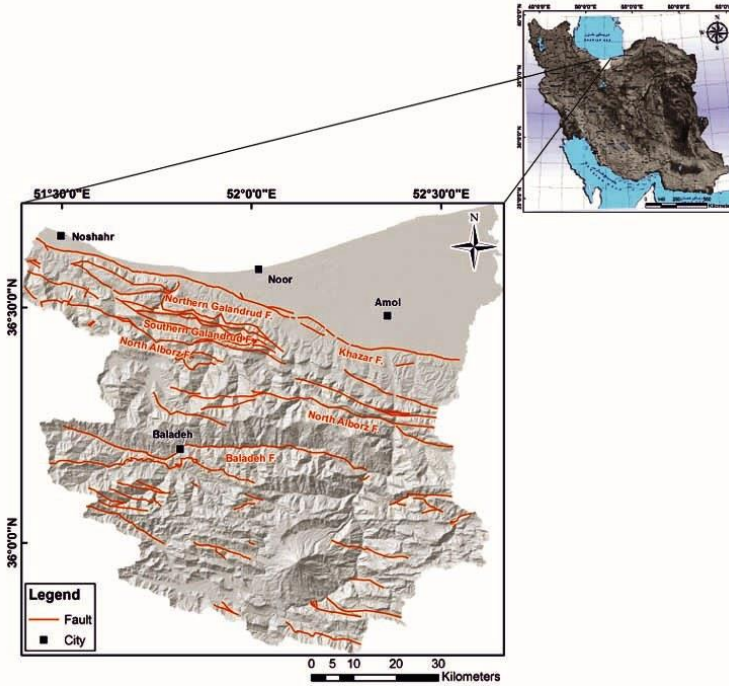 51°30'0"E 52°0'0"E 52°30'0"E
N
Noshahr
Noor
Amol
Northern Galandrud F.
36°30'0"N
Southern Galandrud F.
Khazar F.
North Alborz F.
North Alborz F.
Baladeh
Baladeh F.
36°0'0"N
Legend
Fault
City
0 5 10 20 30
Kilometers
Kilometers